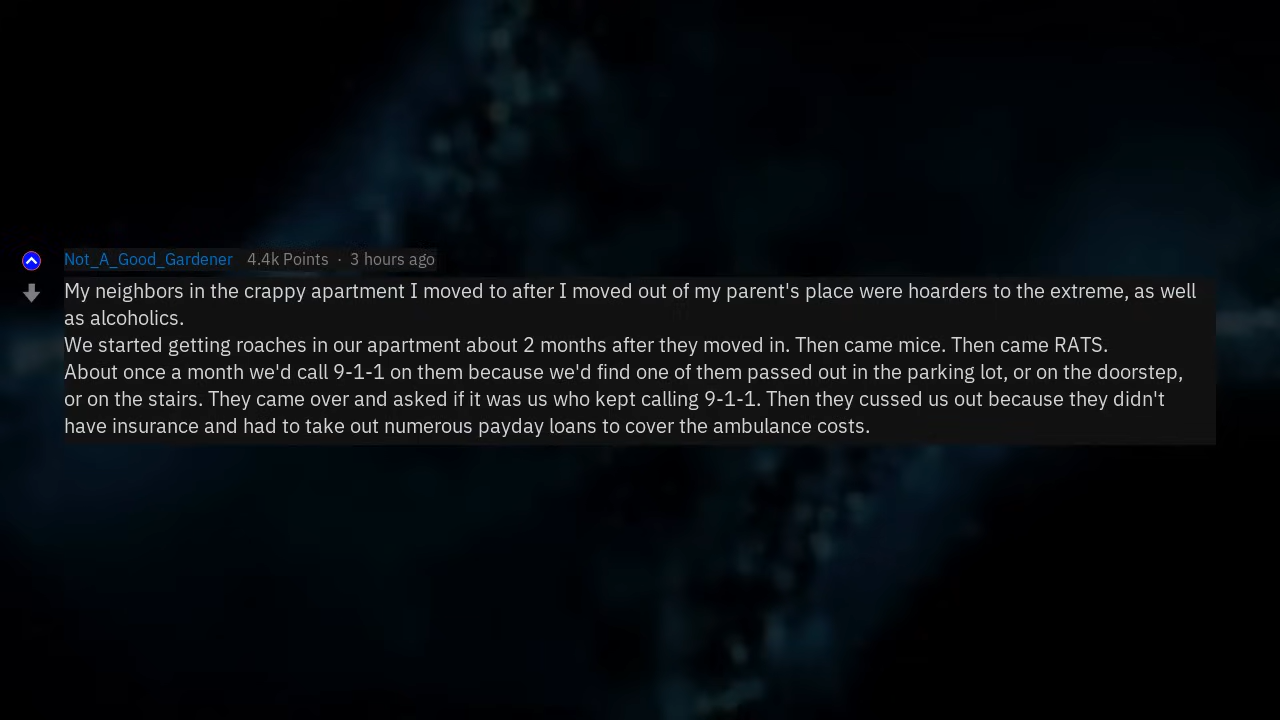 Not_A_Good_Gardener 4.4k Points · 3 hours ago
My neighbors in the crappy apartment I moved to after I moved out of my parent's place were hoarders to the extreme, as well
as alcoholics.
We started getting roaches in our apartment about 2 months after they moved in. Then came mice. Then came RATS.
About once a month we'd call 9-1-1 on them because we'd find one of them passed out in the parking lot, or on the doorstep,
or on the stairs. They came over and asked if it was us who kept calling 9-1-1. Then they cussed us out because they didn't
have insurance and had to take out numerous payday loans to cover the ambulance costs.